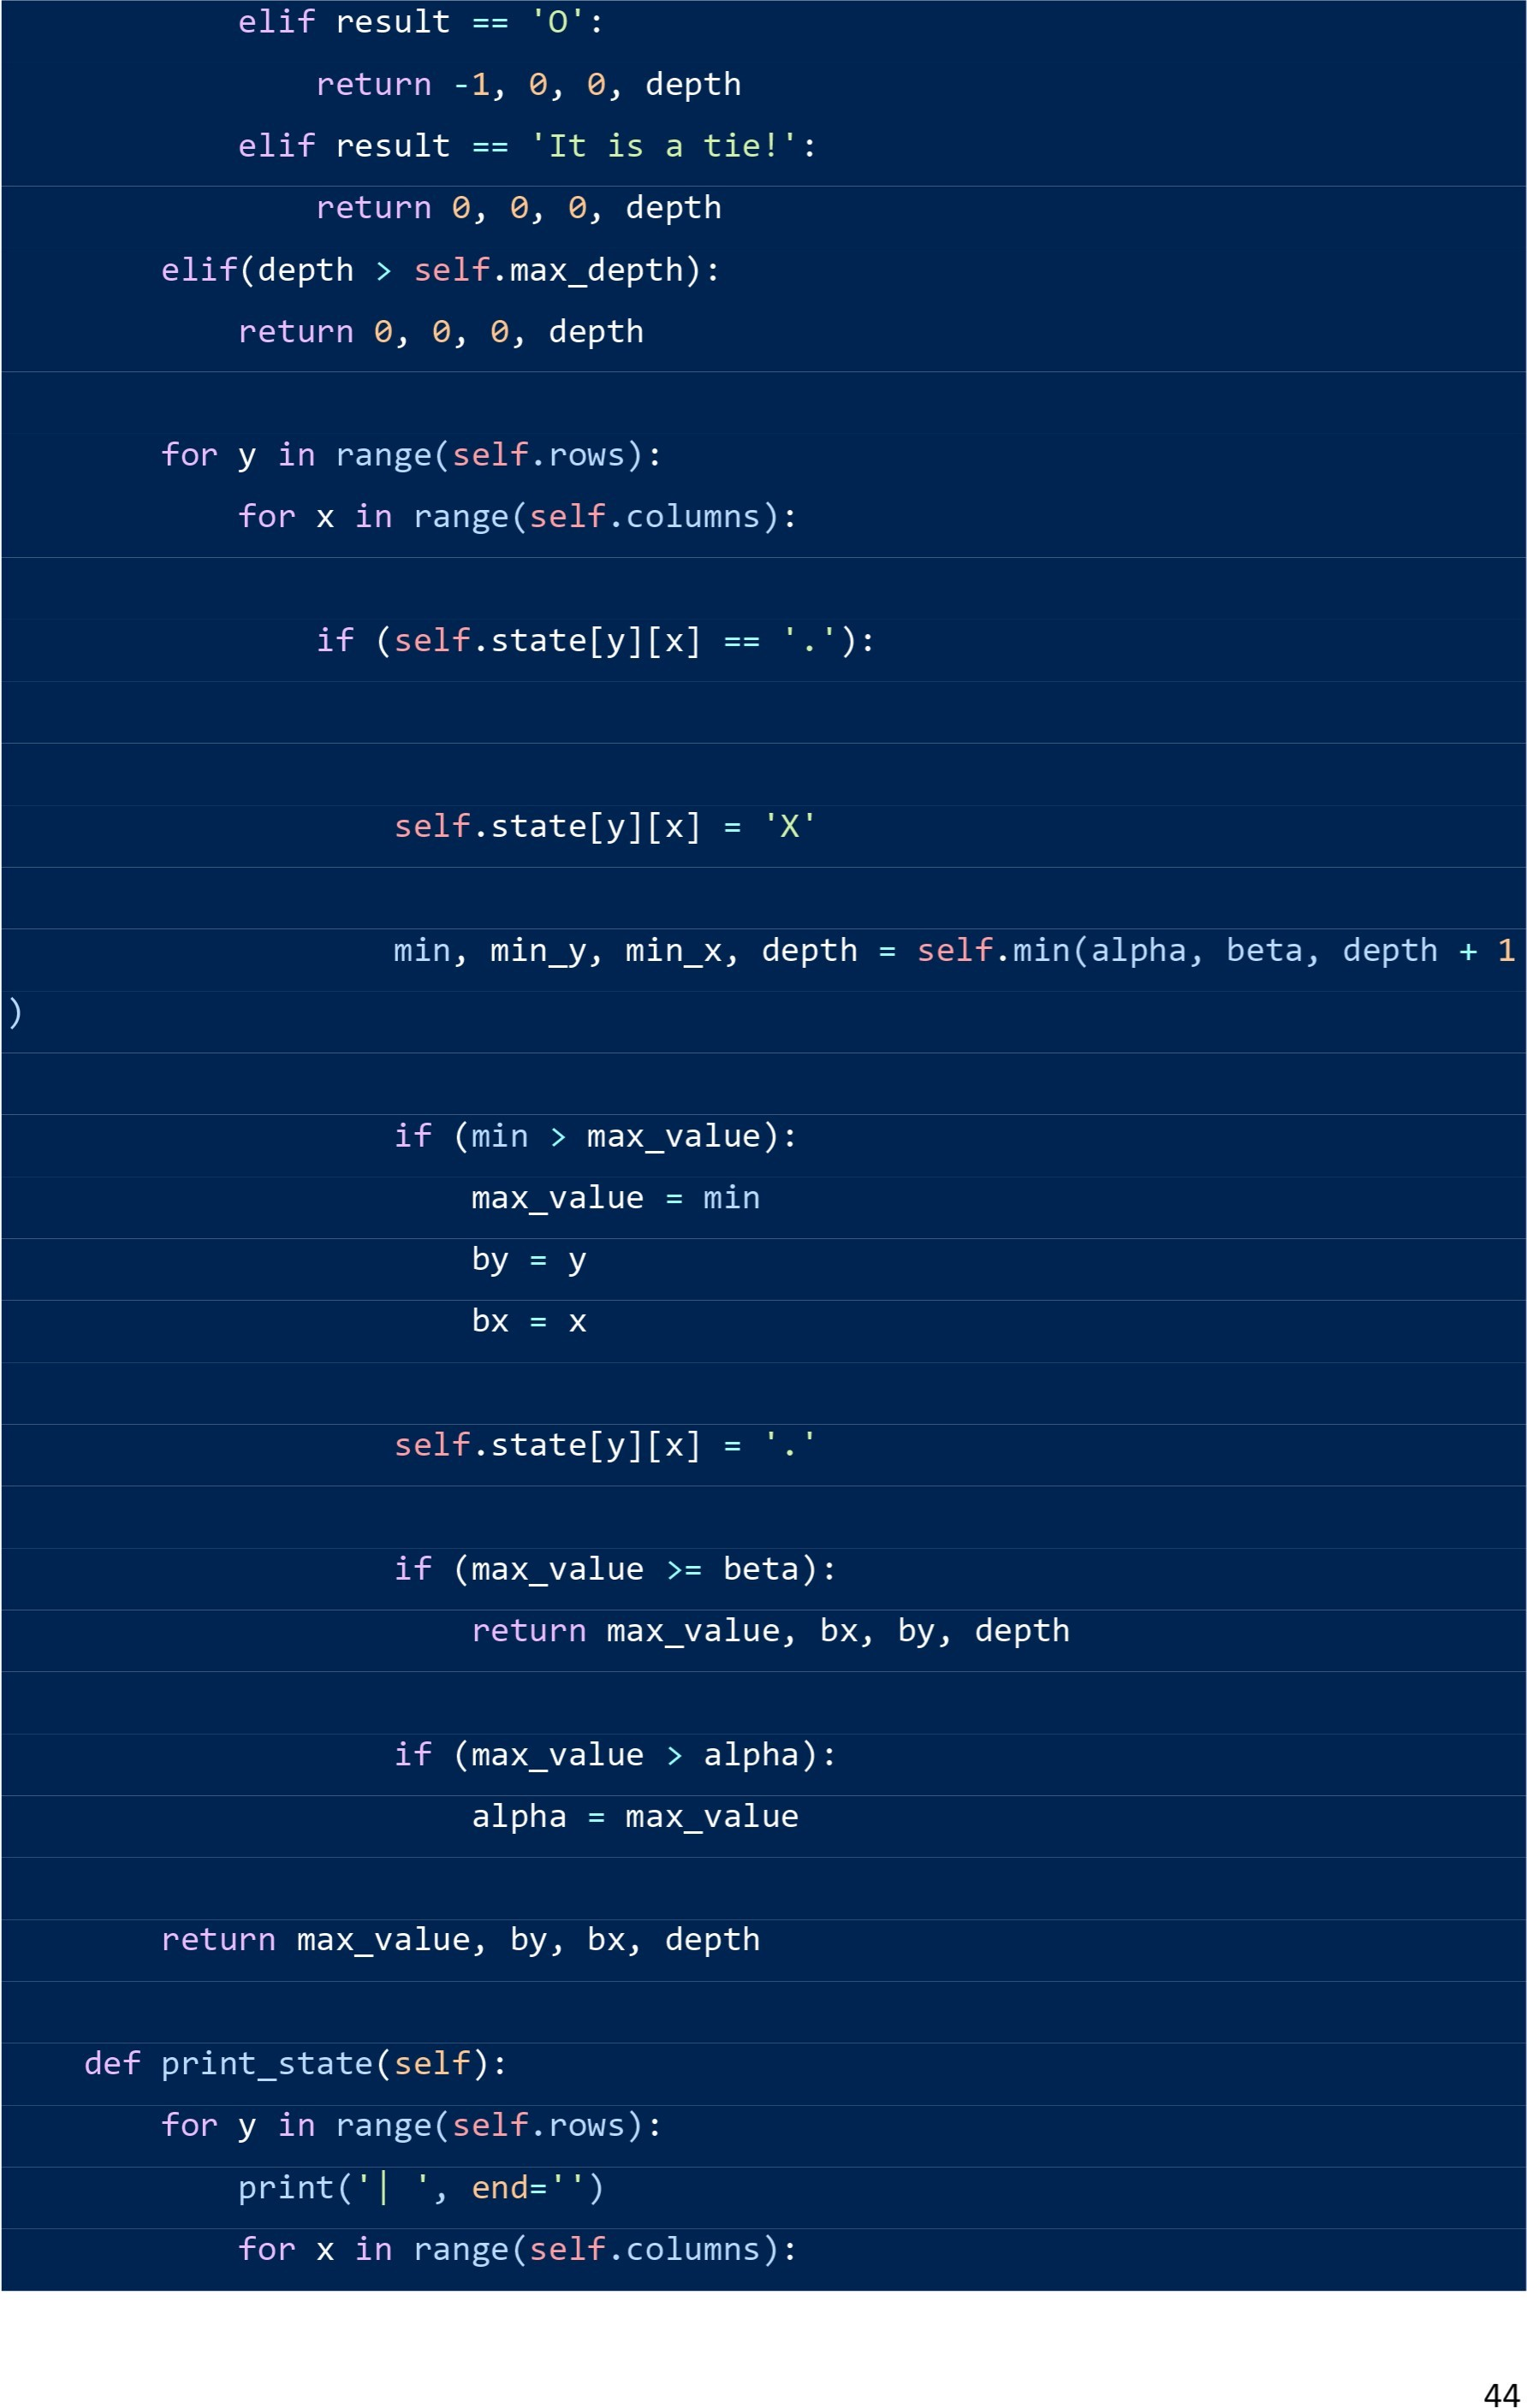 elif result == 'O':
return -1, 0, 0, depth
elif result == 'It is a tie!':
return 0, 0, 0, depth
elif(depth > self.max_depth):
return 0, 0, 0, depth
for y in range(self.rows):
for x in range(self.columns):
if (self.state[y][x] == '.'):
self.state[y][x] = 'X'
min, min_y, min_x, depth = self.min(alpha, beta, depth + 1
)
if (min > max_value):
max_value = min
by = y
bx = x
self.state[y][x] = '.'
if (max_value >= beta):
return max_value, bx, by, depth
if (max_value > alpha):
alpha = max_value
return max_value, by, bx, depth
def print_state(self):
for y in range(self.rows):
print('| ', end='')
for x in range(self.columns):
44